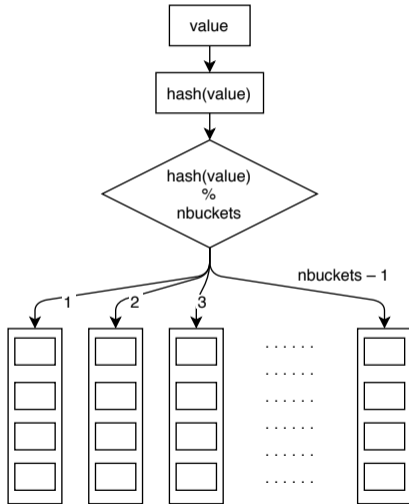 value
hash(value)
hash(value)
%
nbuckets
nbuckets – 1
1
2
3
. . . . . .
. . . . . .
. . . . . .
. . . . . .
. . . . . .
. . . . . .